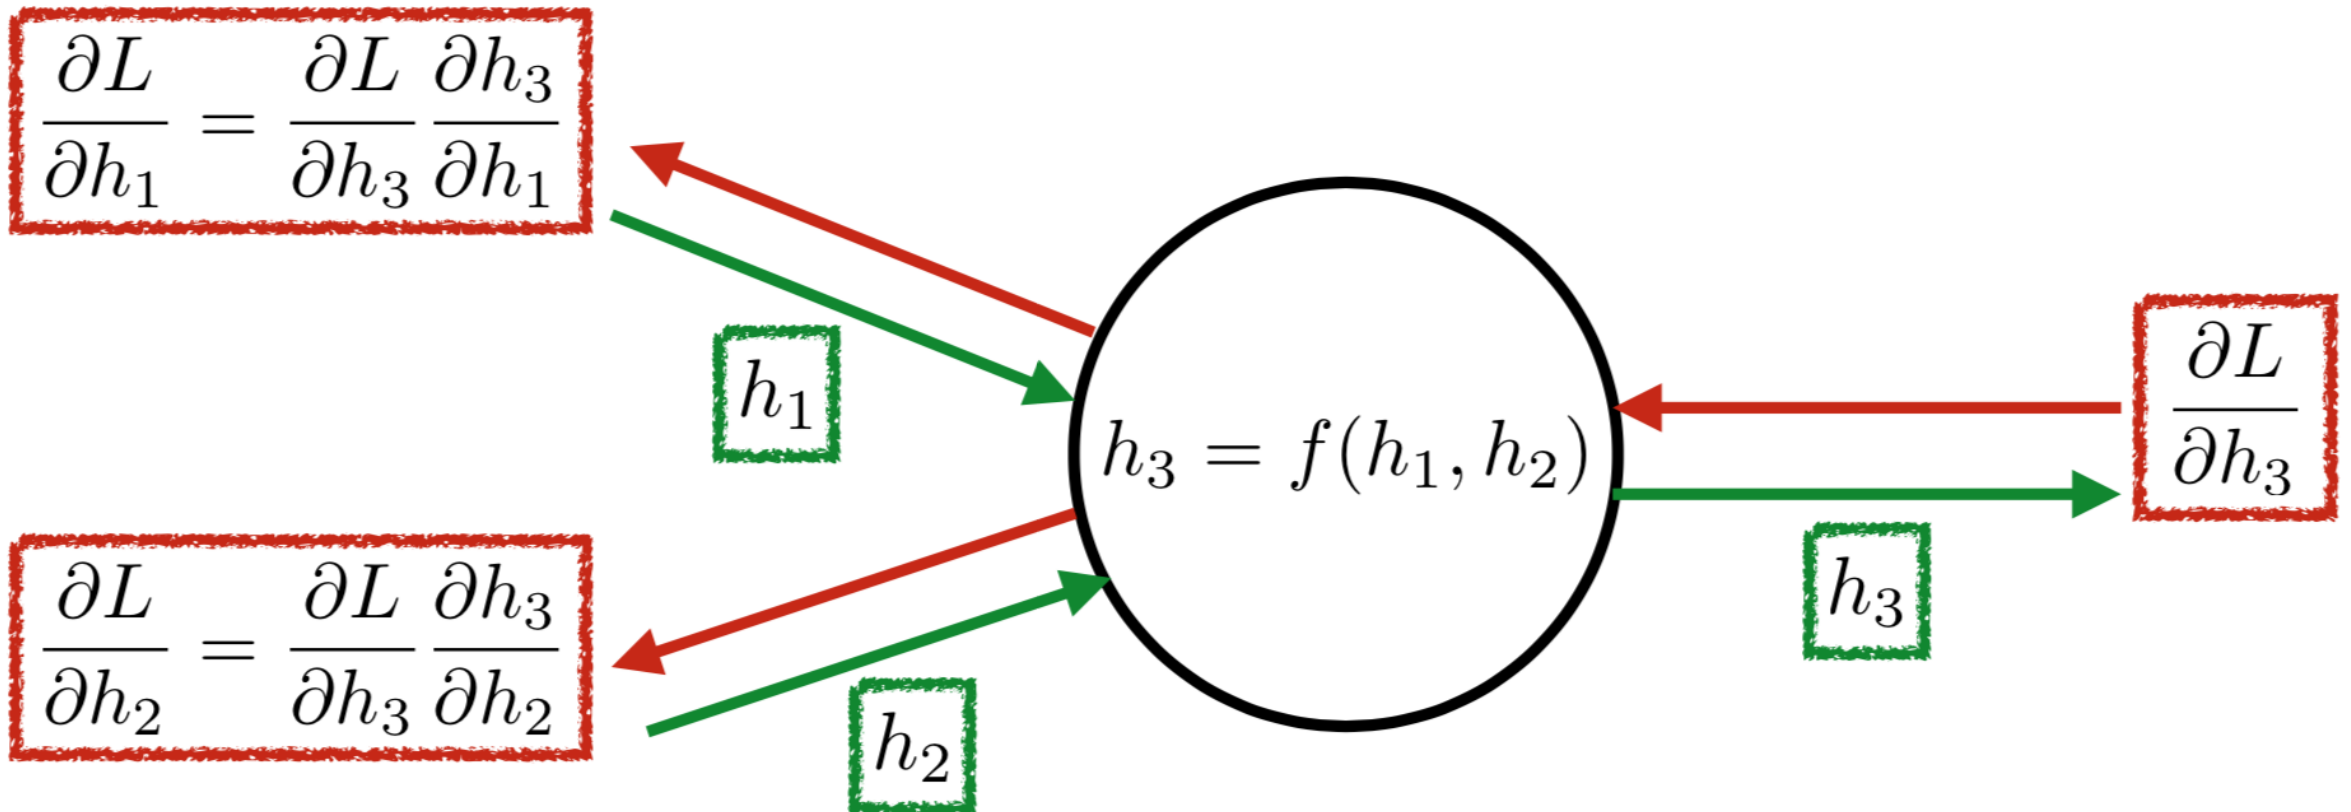 ∂L/∂h₁ = ∂L/∂h₃ ∂h₃/∂h₁
h₁
h₃ = f(h₁, h₂)
∂L/∂h₃
h₃
∂L/∂h₂ = ∂L/∂h₃ ∂h₃/∂h₂
h₂